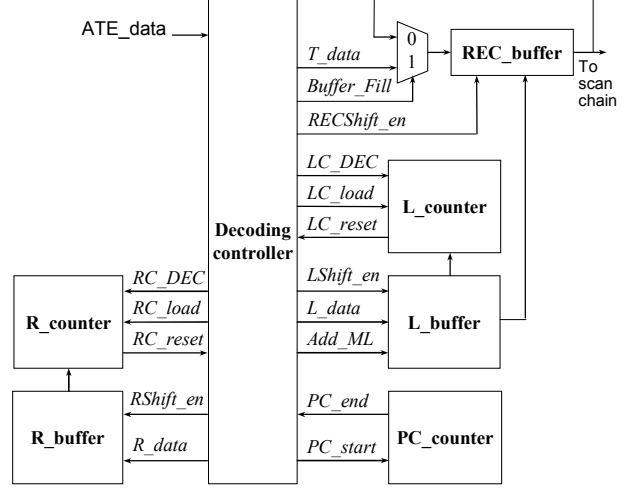 ATE_data
0
1
T_data
Buffer_Fill
RECShift_en
REC_buffer
To
scan
chain
LC_DEC
LC_load
LC_reset
L_counter
Decoding
controller
RC_DEC
RC_load
RC_reset
R_counter
LShift_en
L_data
Add_ML
L_buffer
RShift_en
R_data
R_buffer
PC_end
PC_start
PC_counter